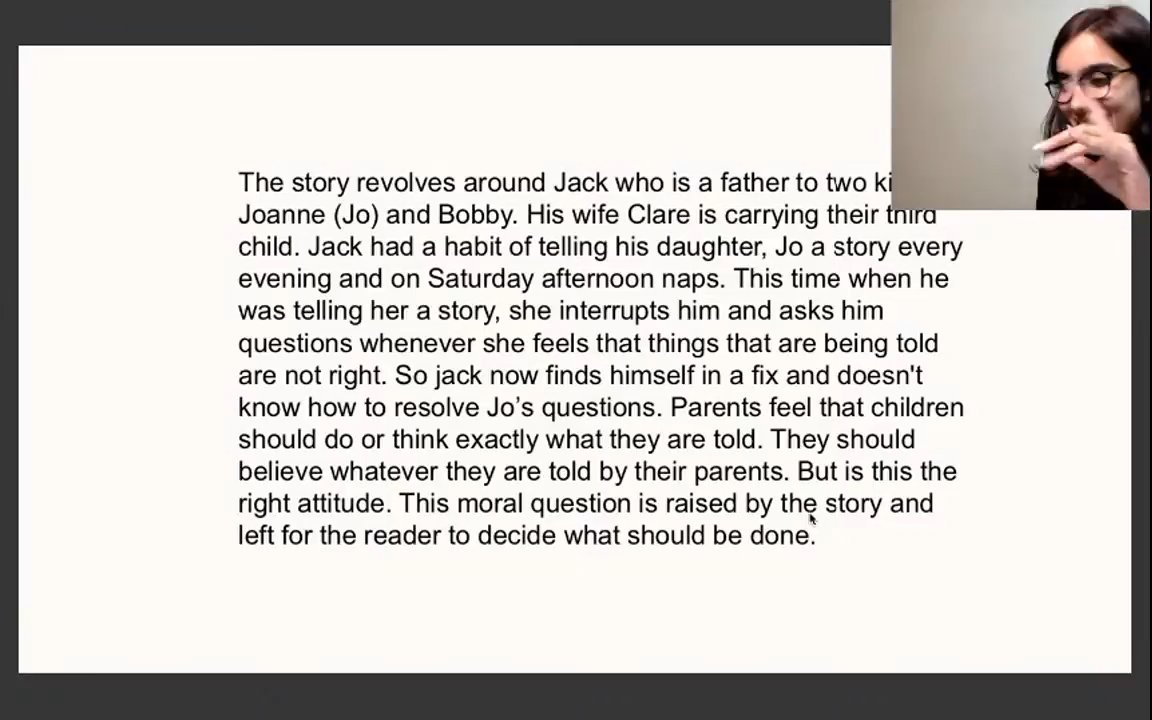 The story revolves around Jack who is a father to two
Joanne (Jo) and Bobby. His wife Clare is carrying their third
child. Jack had a habit of telling his daughter, Jo a story every
evening and on Saturday afternoon naps. This time when he
was telling her a story, she interrupts him and asks him
questions whenever she feels that things that are being told
are not right. So jack now finds himself in a fix and doesn't
know how to resolve Jo’s questions. Parents feel that children
should do or think exactly what they are told. They should
believe whatever they are told by their parents. But is this the
right attitude. This moral question is raised by the story and
left for the reader to decide what should be done.